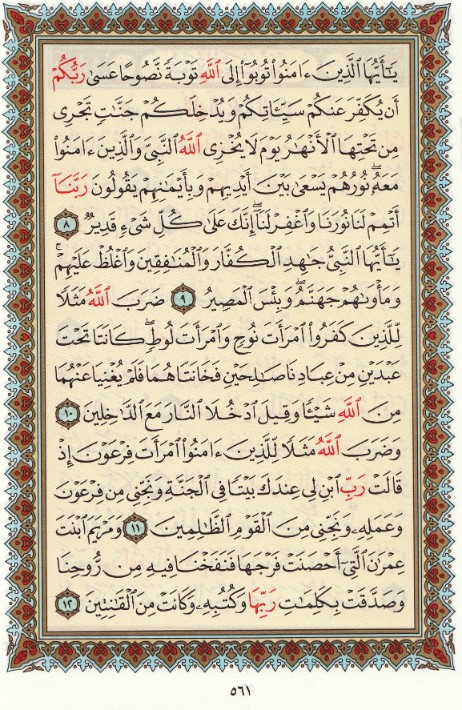 يَـٰٓأَيُّهَا ٱلَّذِينَ ءَامَنُوا۟ تُوبُوٓا۟ إِلَى ٱللَّهِ تَوْبَةً نَّصُوحًا عَسَىٰ رَبُّكُمْ
أَن يُكَفِّرَ عَنكُمْ سَيِّـَٔاتِكُمْ وَيُدْخِلَكُمْ جَنَّـٰتٍ تَجْرِى
مِن تَحْتِهَا ٱلْأَنْهَـٰرُ يَوْمَ لَا يُخْزِى ٱللَّهُ ٱلنَّبِىَّ وَٱلَّذِينَ ءَامَنُوا۟
مَعَهُۥ ۖ نُورُهُمْ يَسْعَىٰ بَيْنَ أَيْدِيهِمْ وَبِأَيْمَـٰنِهِمْ يَقُولُونَ رَبَّنَآ
أَتْمِمْ لَنَا نُورَنَا وَٱغْفِرْ لَنَآ ۖ إِنَّكَ عَلَىٰ كُلِّ شَىْءٍ قَدِيرٌ ٨
يَـٰٓأَيُّهَا ٱلنَّبِىُّ جَـٰهِدِ ٱلْكُفَّارَ وَٱلْمُنَـٰفِقِينَ وَٱغْلُظْ عَلَيْهِمْ ۚ
وَمَأْوَىٰهُمْ جَهَنَّمُ ۖ وَبِئْسَ ٱلْمَصِيرُ ٩ ضَرَبَ ٱللَّهُ مَثَلًا
لِّلَّذِينَ كَفَرُوا۟ ٱمْرَأَتَ نُوحٍ وَٱمْرَأَتَ لُوطٍ ۖ كَانَتَا تَحْتَ
عَبْدَيْنِ مِنْ عِبَادِنَا صَـٰلِحَيْنِ فَخَانَتَاهُمَا فَلَمْ يُغْنِيَا عَنْهُمَا
مِنَ ٱللَّهِ شَيْـًٔا وَقِيلَ ٱدْخُلَا ٱلنَّارَ مَعَ ٱلدَّٰخِلِينَ ١٠
وَضَرَبَ ٱللَّهُ مَثَلًا لِّلَّذِينَ ءَامَنُوا۟ ٱمْرَأَتَ فِرْعَوْنَ إِذْ
قَالَتْ رَبِّ ٱبْنِ لِى عِندَكَ بَيْتًا فِى ٱلْجَنَّةِ وَنَجِّنِى مِن فِرْعَوْنَ
وَعَمَلِهِۦ وَنَجِّنِى مِنَ ٱلْقَوْمِ ٱلظَّـٰلِمِينَ ١١ وَمَرْيَمَ ٱبْنَتَ
عِمْرَٰنَ ٱلَّتِىٓ أَحْصَنَتْ فَرْجَهَا فَنَفَخْنَا فِيهِ مِن رُّوحِنَا
وَصَدَّقَتْ بِكَلِمَـٰتِ رَبِّهَا وَكُتُبِهِۦ وَكَانَتْ مِنَ ٱلْقَـٰنِتِينَ ١٢
٥٦١